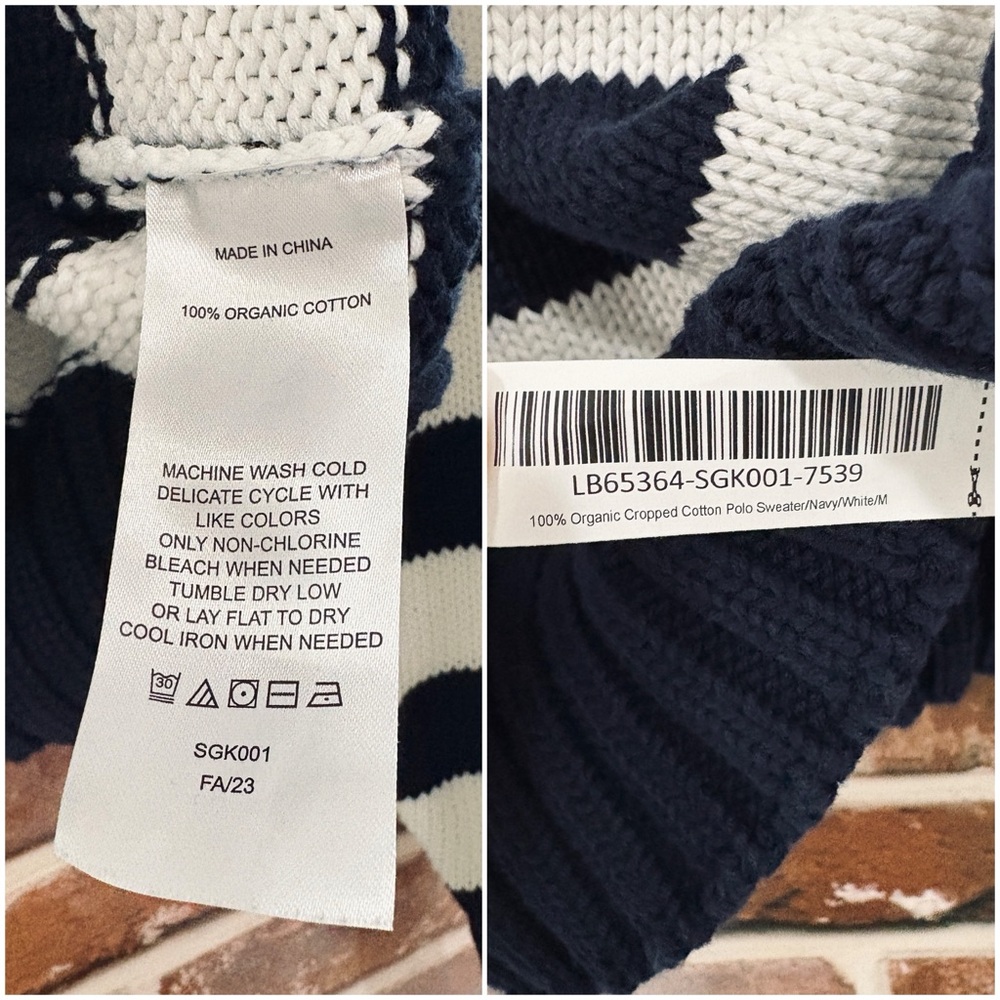 MADE IN CHINA
100% ORGANIC COTTON
MACHINE WASH COLD
DELICATE CYCLE WITH
LIKE COLORS
ONLY NON-CHLORINE
BLEACH WHEN NEEDED
TUMBLE DRY LOW
OR LAY FLAT TO DRY
COOL IRON WHEN NEEDED
30
SGK001
FA/23
LB65364-SGK001-7539
100% Organic Cropped Cotton Polo Sweater/Navy/White/M